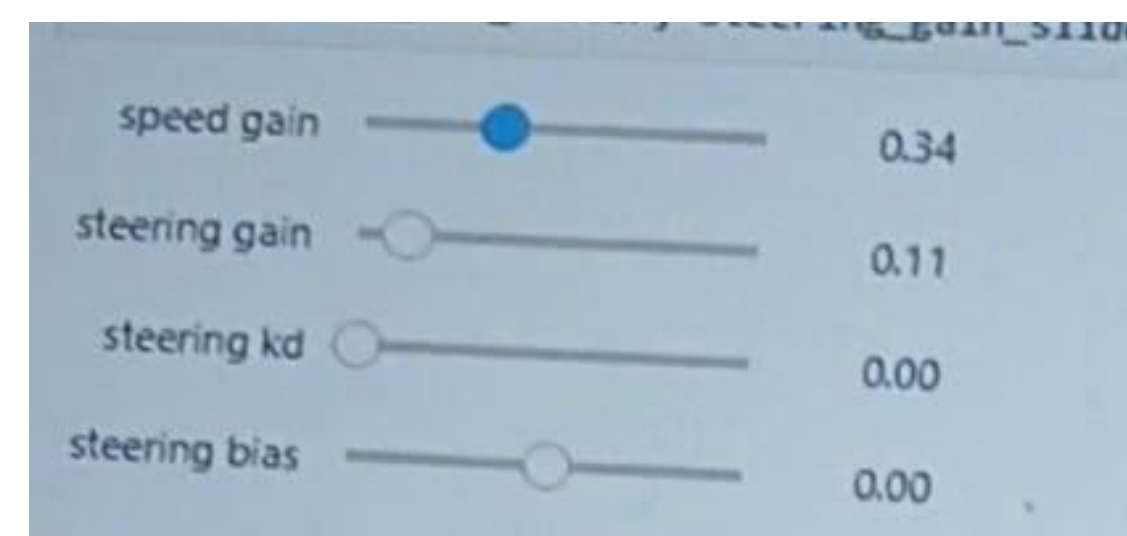 speed gain 0.34
steering gain 0.11
steering kd 0.00
steering bias 0.00